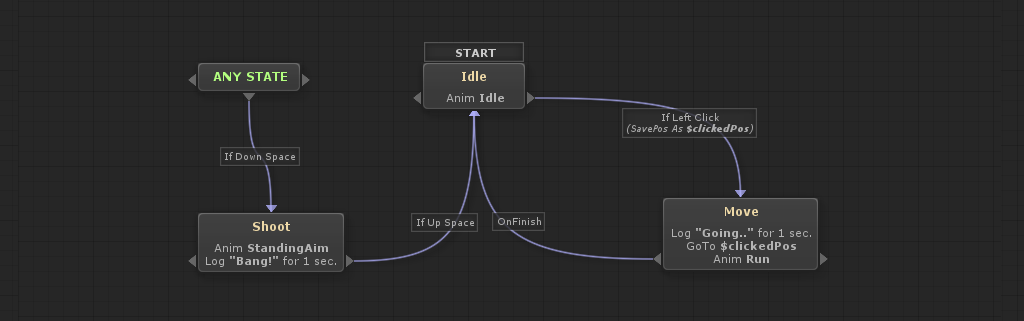 START
ANY STATE
Idle
Anim Idle
If Left Click
(SavePos As $clickedPos)
If Down Space
Shoot
Anim StandingAim
Log "Bang!" for 1 sec.
If Up Space
OnFinish
Move
Log "Going.." for 1 sec.
GoTo $clickedPos
Anim Run